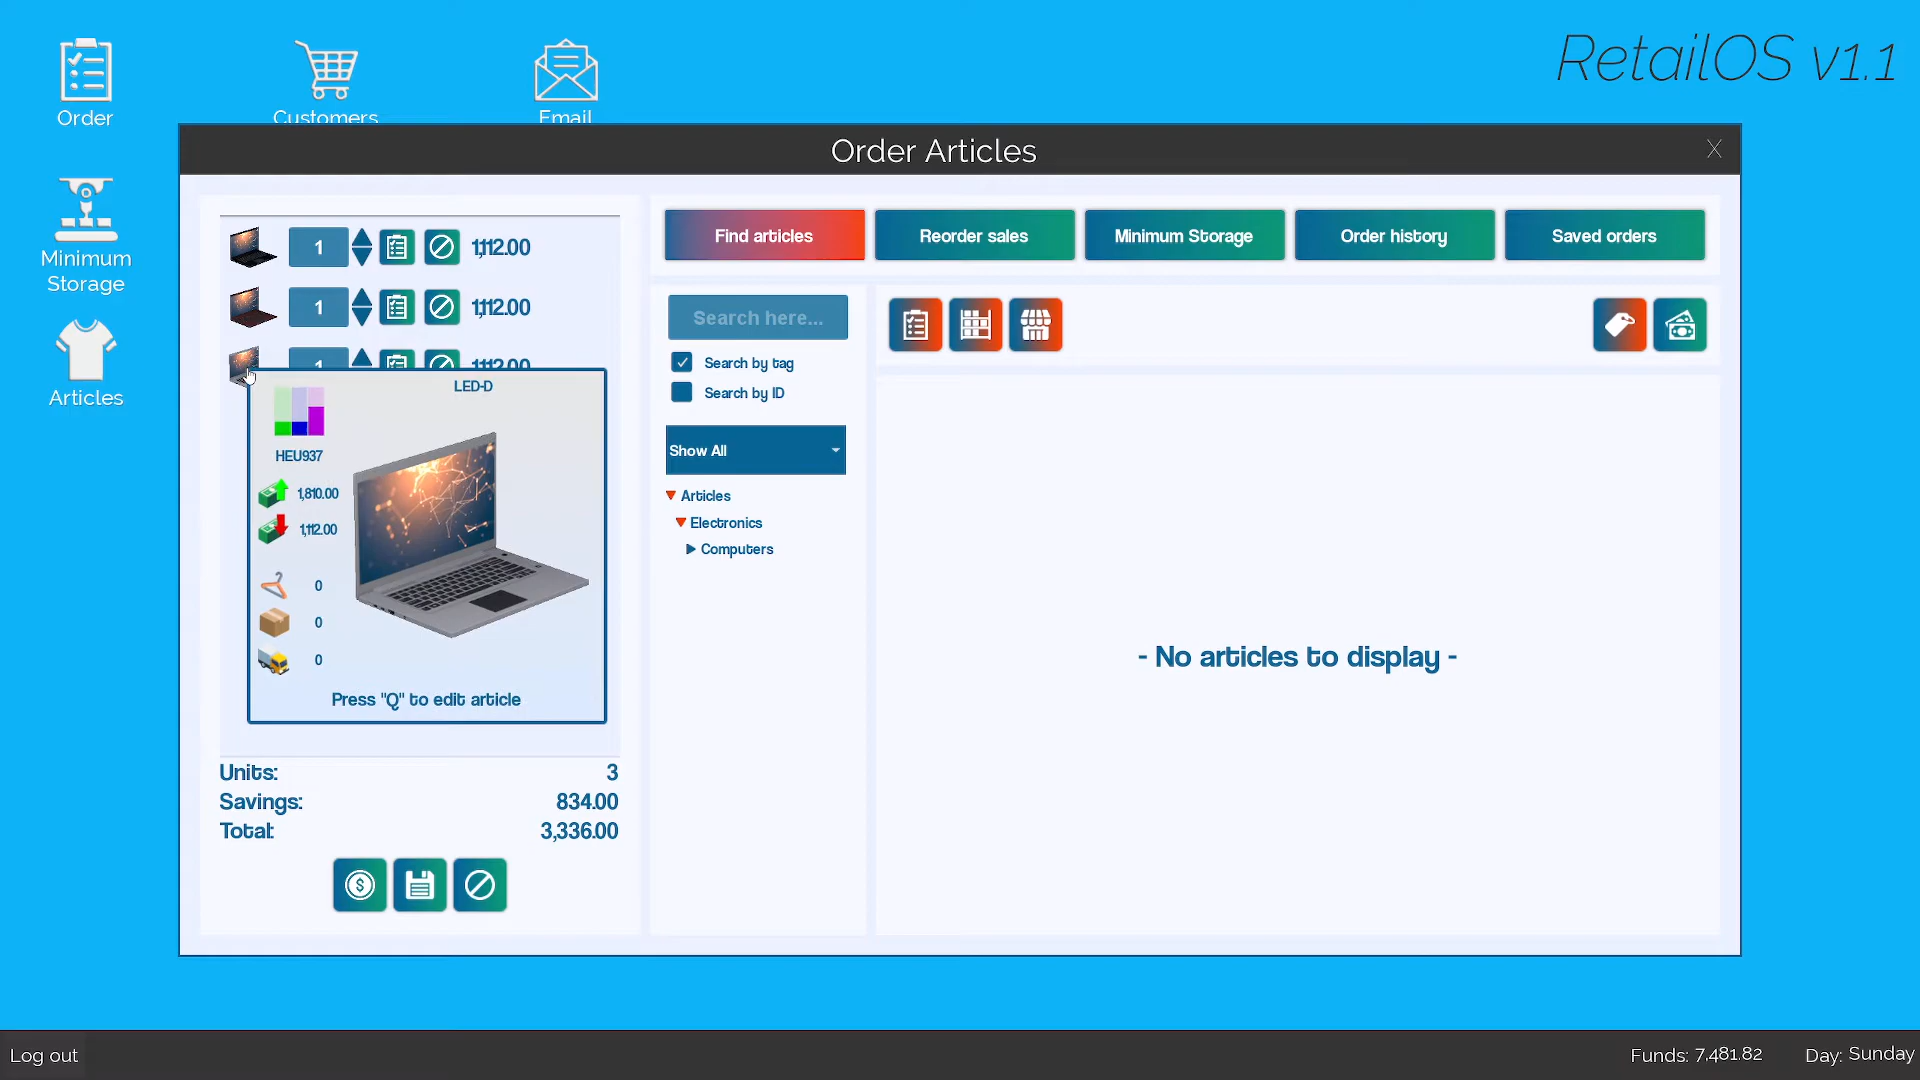 RetailOS v1.1
Order
Customers
Email
Minimum
Storage
Articles
Order Articles
X
1 1,112.00
1 1,112.00
1 1,112.00
LED-D
HEU937
1,810.00
1,112.00
0
0
0
Press "Q" to edit article
Units: 3
Savings: 834.00
Total: 3,336.00
Find articles
Reorder sales
Minimum Storage
Order history
Saved orders
Search here...
Search by tag
Search by ID
Show All
Articles
Electronics
Computers
- No articles to display -
Log out
Funds: 7,481.82
Day: Sunday